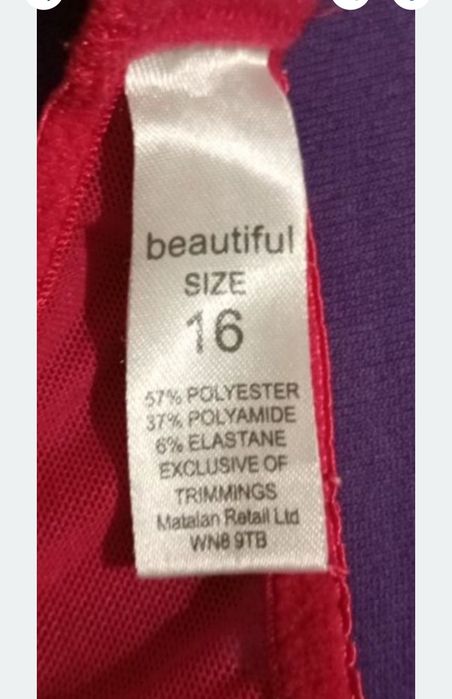 beautiful
SIZE
16
57% POLYESTER
37% POLYAMIDE
6% ELASTANE
EXCLUSIVE OF
TRIMMINGS
Matalan Retail Ltd
WN8 9TB